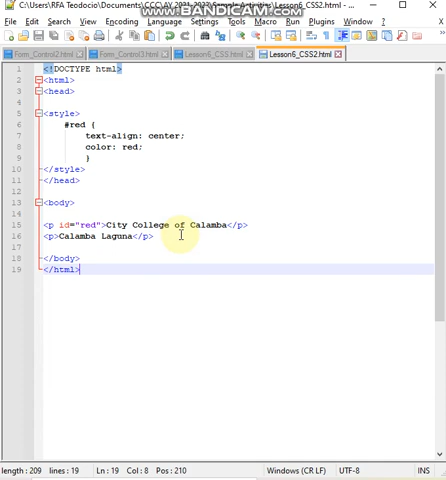 C:\Users\RFA Teodocio\Documents\CCC\AY 2021-2022\Sample Activities\Lesson6_CSS2.html -
WWW.BANDICAM.COM
File Edit Search View Encoding Language Settings Tools Macro Run Plugins Window ?
Form_Control2.html Form_Control3.html Lesson6_CSS.html Lesson6_CSS2.html
1 <!DOCTYPE html>
2 <html>
3 <head>
4
5 <style>
6 #red {
7 text-align: center;
8 color: red;
9 }
10 </style>
11 </head>
12
13 <body>
14
15 <p id="red">City College of Calamba</p>
16 <p>Calamba Laguna</p>
17
18 </body>
19 </html>
length : 209 lines : 19 Ln : 19 Col : 8 Pos : 210 Windows (CR LF) UTF-8 INS